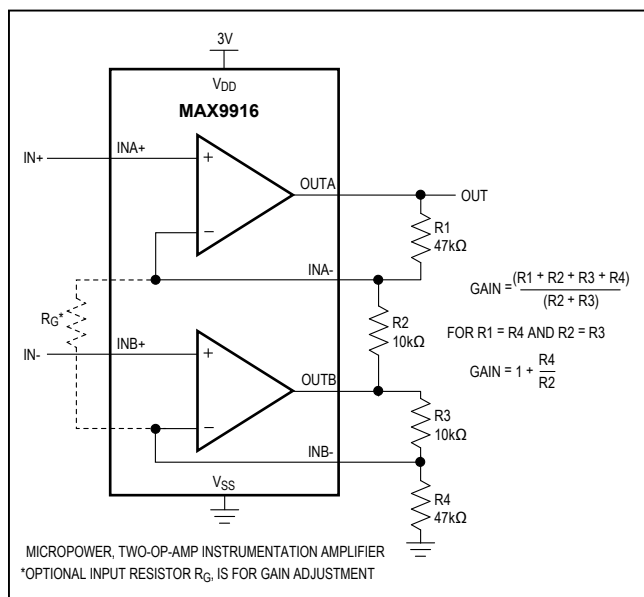 3V
VDD
MAX9916
IN+
INA+
+
OUTA
OUT
−
R1
47kΩ
INA-
GAIN = (R1 + R2 + R3 + R4)
(R2 + R3)
RG*
R2
10kΩ
FOR R1 = R4 AND R2 = R3
IN-
INB+
+
OUTB
GAIN = 1 + R4
R2
−
R3
10kΩ
INB-
VSS
R4
47kΩ
MICROPOWER, TWO-OP-AMP INSTRUMENTATION AMPLIFIER
*OPTIONAL INPUT RESISTOR RG, IS FOR GAIN ADJUSTMENT